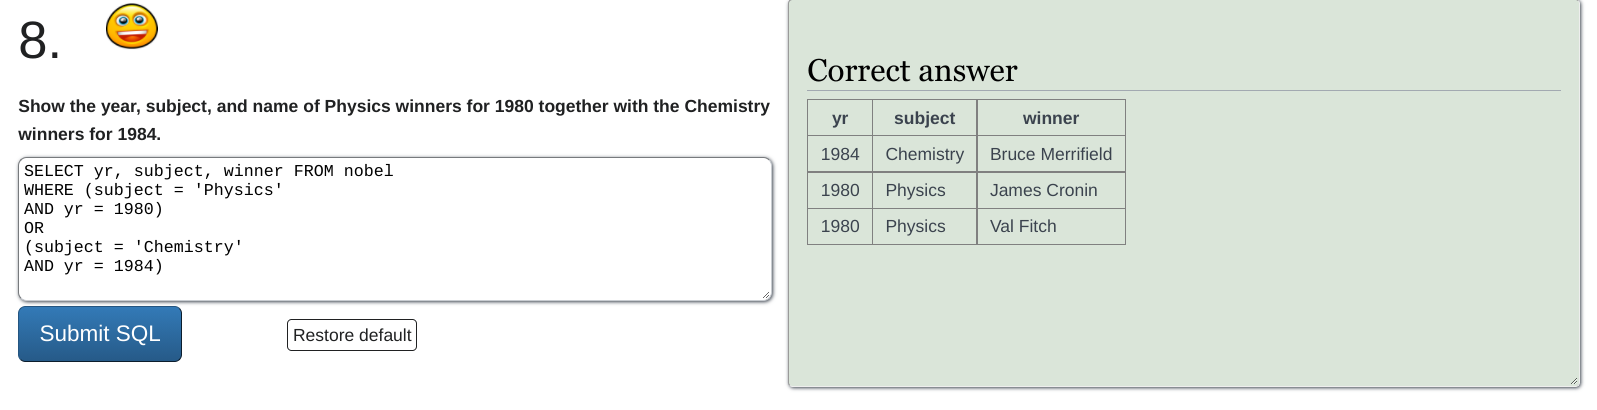 8.
Show the year, subject, and name of Physics winners for 1980 together with the Chemistry
winners for 1984.
SELECT yr, subject, winner FROM nobel
WHERE (subject = 'Physics'
AND yr = 1980)
OR
(subject = 'Chemistry'
AND yr = 1984)
Submit SQL
Restore default
Correct answer
yr subject winner
1984 Chemistry Bruce Merrifield
1980 Physics James Cronin
1980 Physics Val Fitch